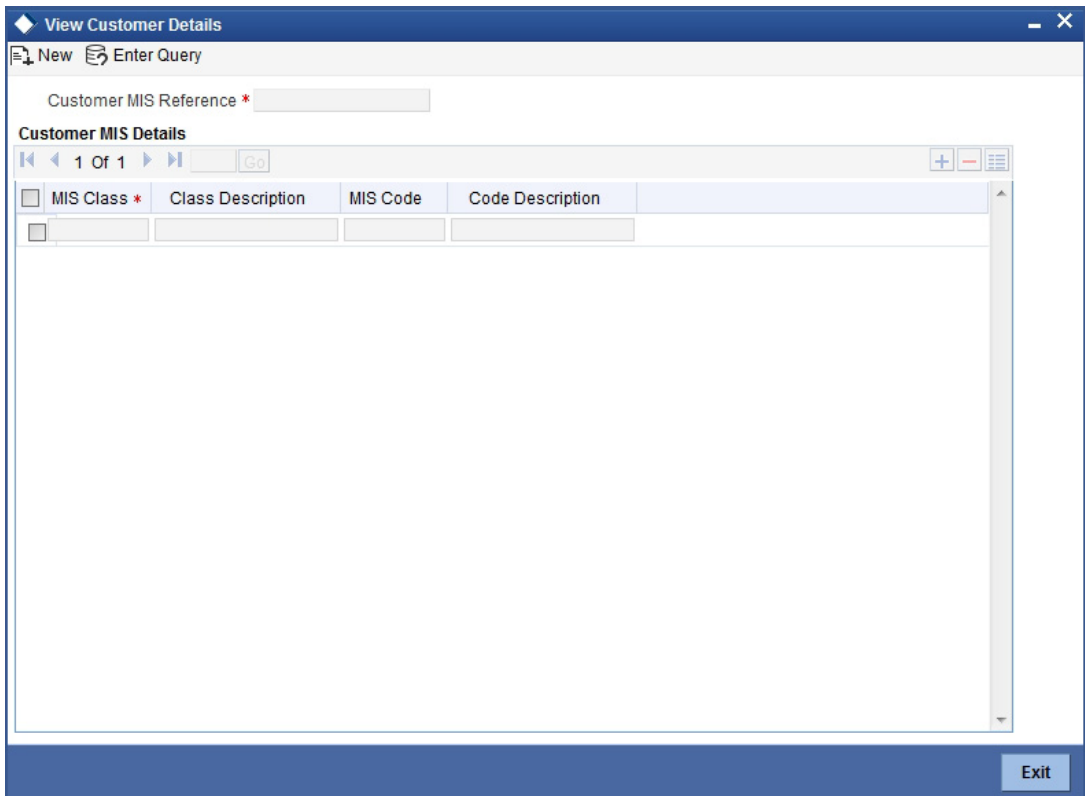 View Customer Details
New Enter Query
Customer MIS Reference *
Customer MIS Details
1 Of 1 Go
MIS Class * Class Description MIS Code Code Description
Exit